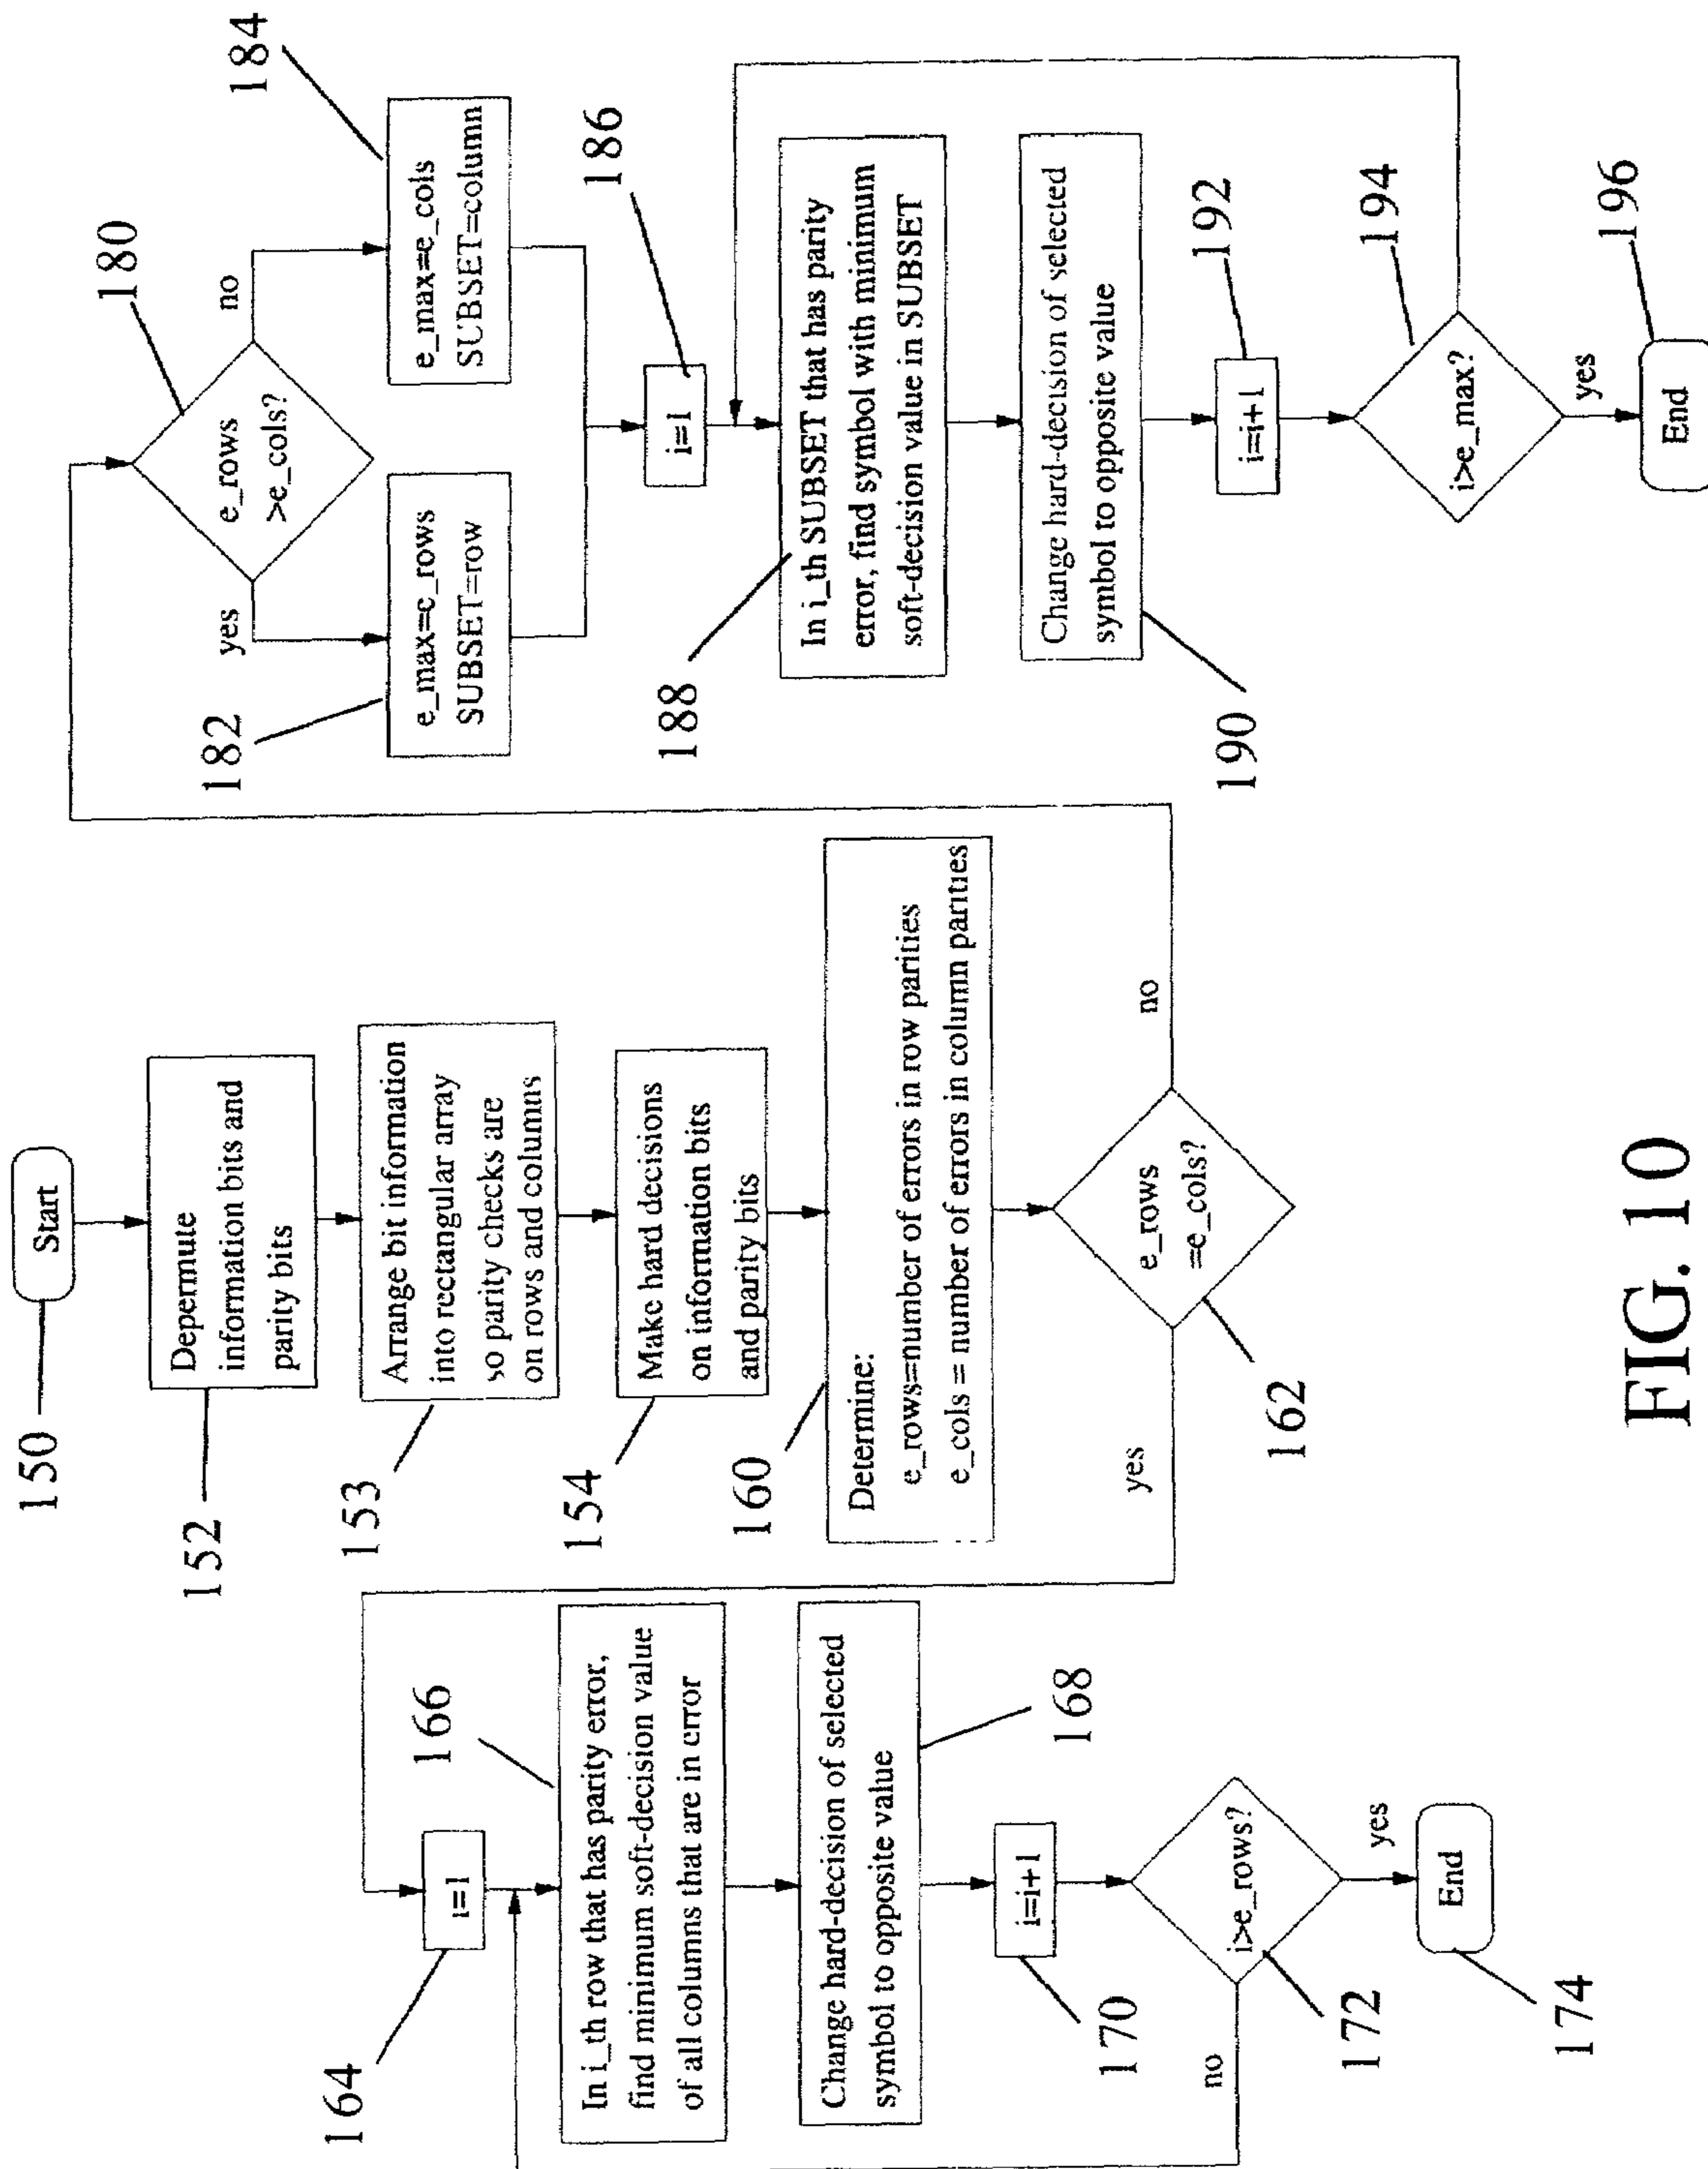 150
Start
152
Depermute
information bits and
parity bits
153
Arrange bit information
into rectangular array
so parity checks are
on rows and columns
154
Make hard decisions
on information bits
and parity bits
160
Determine:
e_rows=number of errors in row parities
e_cols = number of errors in column parities
162
e_rows
=e_cols?
yes
no
164
i=1
166
In i_th row that has parity error,
find minimum soft-decision value
of all columns that are in error
168
Change hard-decision of selected
symbol to opposite value
170
i=i+1
172
i>e_rows?
no
yes
174
End
180
e_rows
>e_cols?
yes
no
182
e_max=c_rows
SUBSET=row
184
e_max=e_cols
SUBSET=column
186
i=1
188
In i_th SUBSET that has parity
error, find symbol with minimum
soft-decision value in SUBSET
190
Change hard-decision of selected
symbol to opposite value
192
i=i+1
194
i>e_max?
yes
196
End
FIG. 10